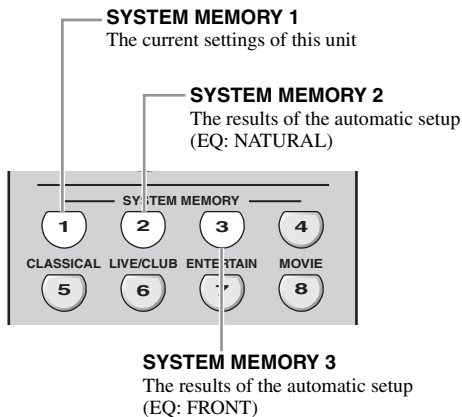 SYSTEM MEMORY 1
The current settings of this unit
SYSTEM MEMORY 2
The results of the automatic setup
(EQ: NATURAL)
SYSTEM MEMORY
1 2 3 4
CLASSICAL LIVE/CLUB ENTERTAIN MOVIE
5 6 7 8
SYSTEM MEMORY 3
The results of the automatic setup
(EQ: FRONT)